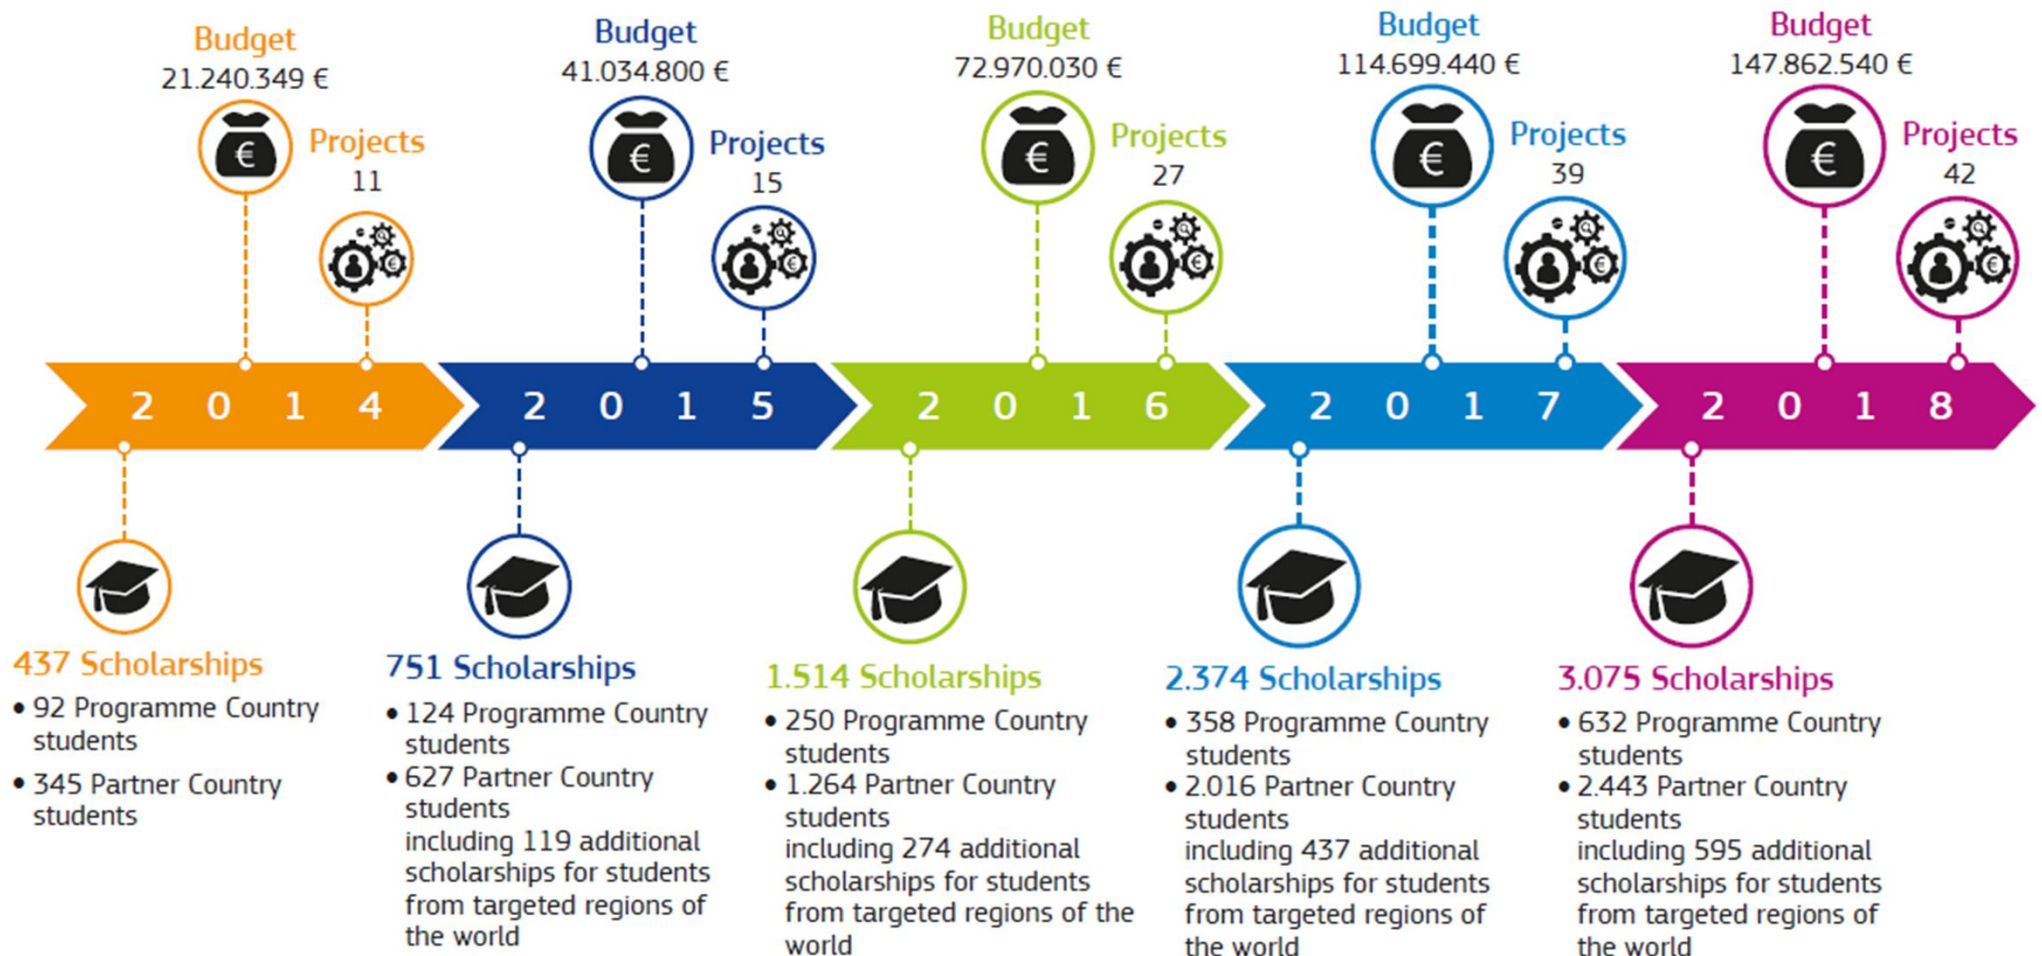 Budget
21.240.349 €
Projects
11
€
€
2 0 1 4
437 Scholarships
• 92 Programme Country
students
• 345 Partner Country
students
Budget
41.034.800 €
Projects
15
€
€
2 0 1 5
751 Scholarships
• 124 Programme Country
students
• 627 Partner Country
students
including 119 additional
scholarships for students
from targeted regions of
the world
Budget
72.970.030 €
Projects
27
€
€
2 0 1 6
1.514 Scholarships
• 250 Programme Country
students
• 1.264 Partner Country
students
including 274 additional
scholarships for students
from targeted regions of the
world
Budget
114.699.440 €
Projects
39
€
€
2 0 1 7
2.374 Scholarships
• 358 Programme Country
students
• 2.016 Partner Country
students
including 437 additional
scholarships for students
from targeted regions of
the world
Budget
147.862.540 €
Projects
42
€
€
2 0 1 8
3.075 Scholarships
• 632 Programme Country
students
• 2.443 Partner Country
students
including 595 additional
scholarships for students
from targeted regions of
the world